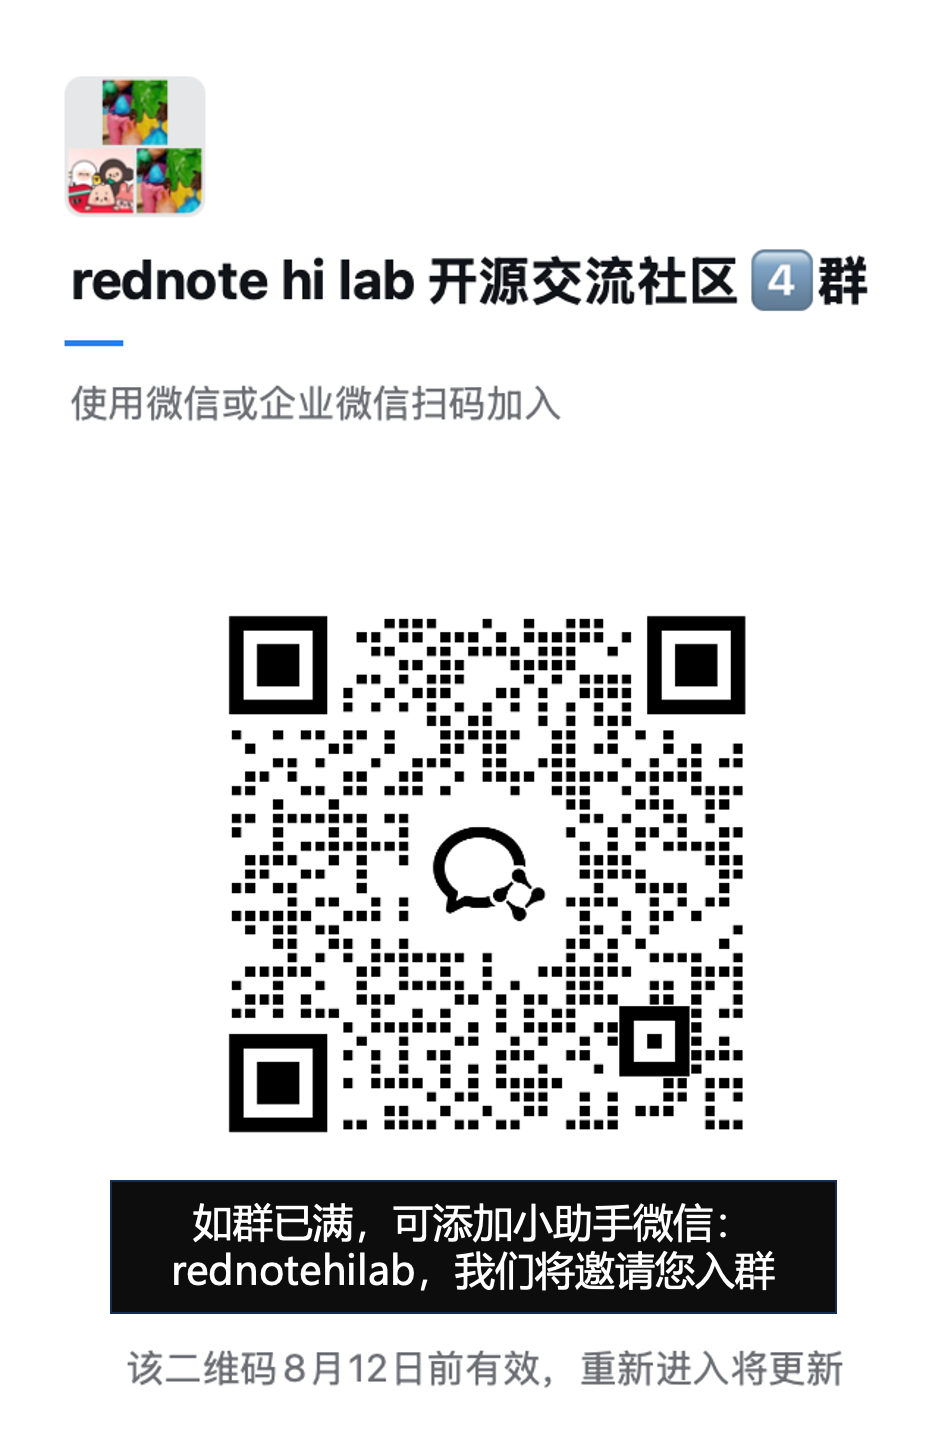 rednote hi lab 开源交流社区 4️⃣群
使用微信或企业微信扫码加入
如群已满，可添加小助手微信：
rednotehilab，我们将邀请您入群
该二维码8月12日前有效，重新进入将更新